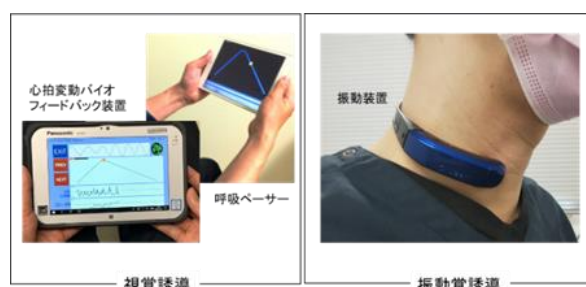 心拍変動バイオ
フィードバック装置
呼吸ペーサー
Panasonic
EXIT
視覚誘導
振動装置
振動覚誘導